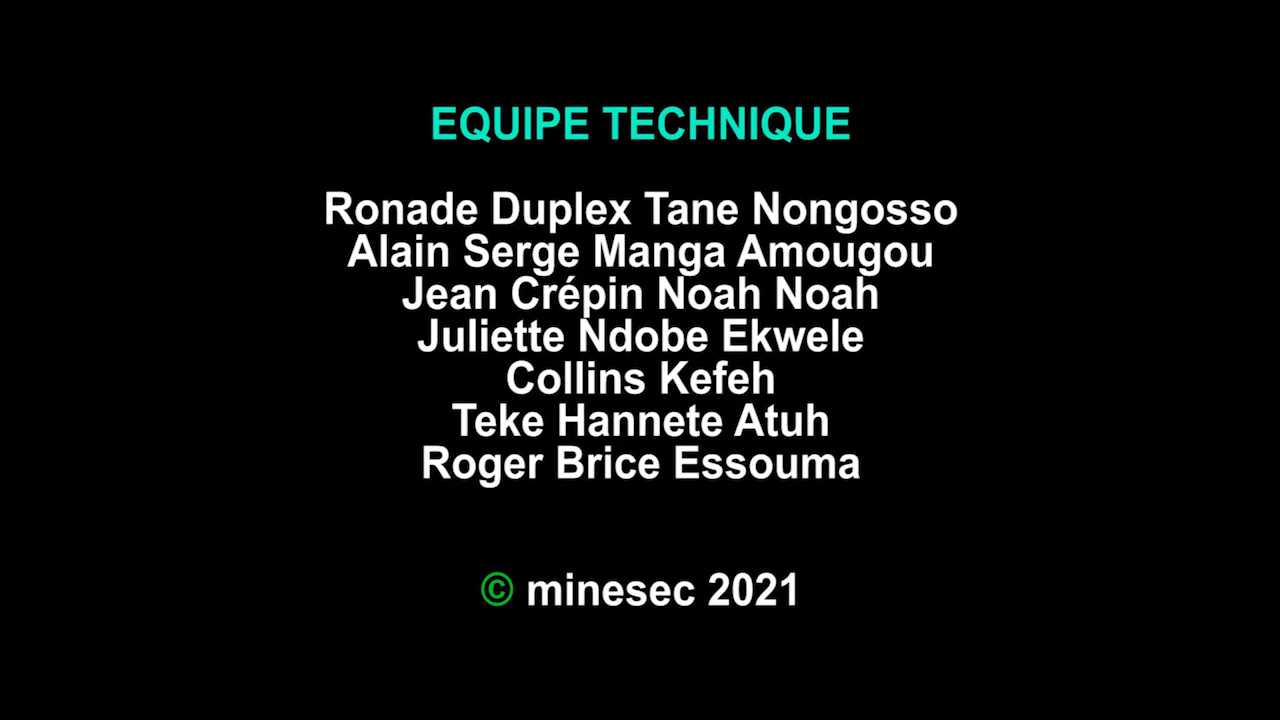 EQUIPE TECHNIQUE
Ronade Duplex Tane Nongosso
Alain Serge Manga Amougou
Jean Crépin Noah Noah
Juliette Ndobe Ekwele
Collins Kefeh
Teke Hannete Atuh
Roger Brice Essouma
© minesec 2021